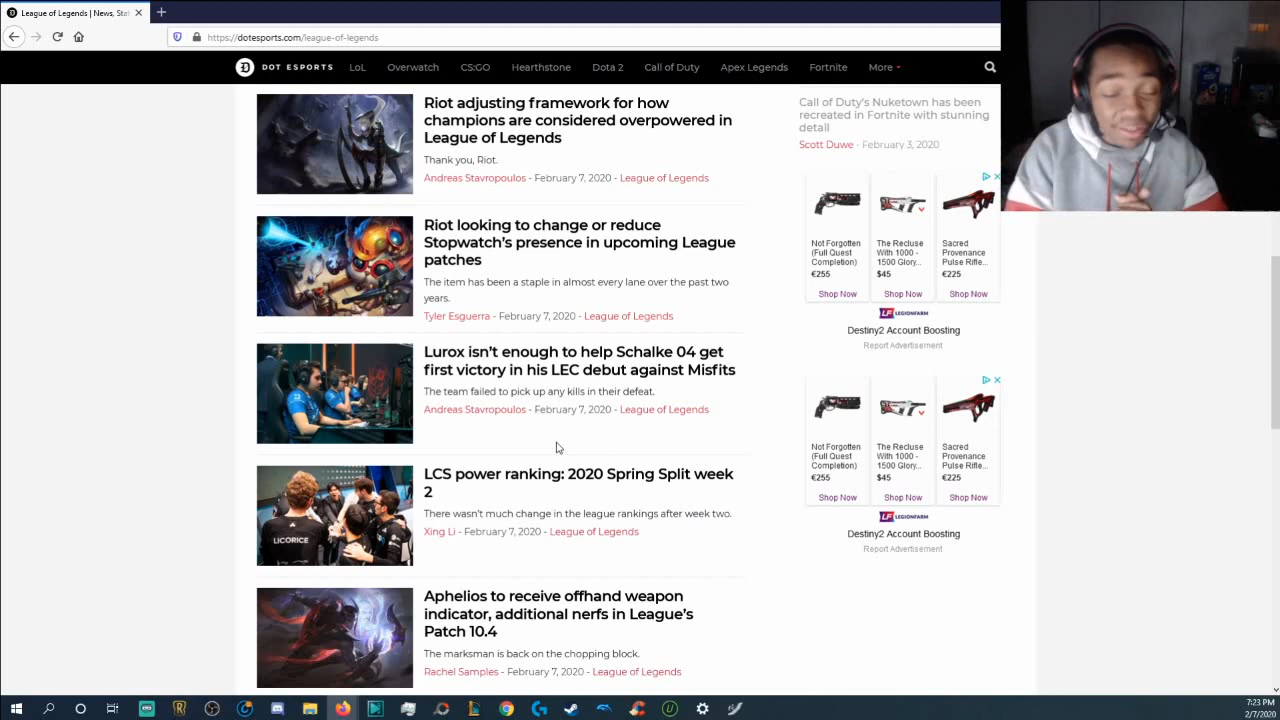 League of Legends | News, Stat
https://dotesports.com/league-of-legends
DOT ESPORTS
LoL
Overwatch
CS:GO
Hearthstone
Dota 2
Call of Duty
Apex Legends
Fortnite
More
Riot adjusting framework for how
champions are considered overpowered in
League of Legends
Thank you, Riot.
Andreas Stavropoulos - February 7, 2020 - League of Legends
Riot looking to change or reduce
Stopwatch's presence in upcoming League
patches
The item has been a staple in almost every lane over the past two
years.
Tyler Esguerra - February 7, 2020 - League of Legends
Lurox isn't enough to help Schalke 04 get
first victory in his LEC debut against Misfits
The team failed to pick up any kills in their defeat.
Andreas Stavropoulos - February 7, 2020 - League of Legends
LICORICE
LCS power ranking: 2020 Spring Split week
2
There wasn't much change in the league rankings after week two.
Xing Li - February 7, 2020 - League of Legends
Aphelios to receive offhand weapon
indicator, additional nerfs in League's
Patch 10.4
The marksman is back on the chopping block.
Rachel Samples - February 7, 2020 - League of Legends
Call of Duty's Nuketown has been
recreated in Fortnite with stunning
detail
Scott Duwe - February 3, 2020
Not Forgotten
(Full Quest
Completion)
€255
Shop Now
The Recluse
With 1000 -
1500 Glory...
$45
Shop Now
Sacred
Provenance
Pulse Rifle...
€225
Shop Now
LF LEGIONFARM
Destiny2 Account Boosting
Report Advertisement
Not Forgotten
(Full Quest
Completion)
€255
Shop Now
The Recluse
With 1000 -
1500 Glory...
$45
Shop Now
Sacred
Provenance
Pulse Rifle...
€225
Shop Now
LF LEGIONFARM
Destiny2 Account Boosting
Report Advertisement
7:23 PM
2/7/2020